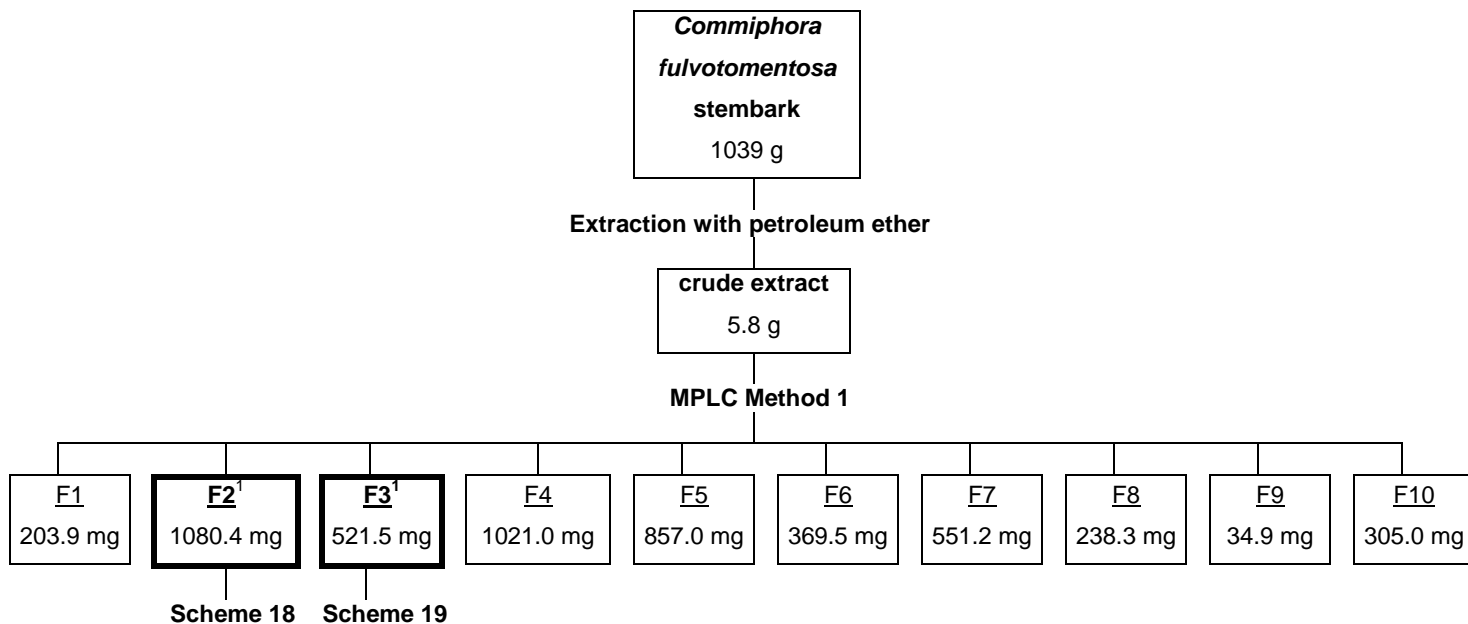 Commiphora
fulvotomentosa
stembark
1039 g
Extraction with petroleum ether
crude extract
5.8 g
MPLC Method 1
F1 F2¹ F3¹ F4 F5 F6 F7 F8 F9 F10
203.9 mg 1080.4 mg 521.5 mg 1021.0 mg 857.0 mg 369.5 mg 551.2 mg 238.3 mg 34.9 mg 305.0 mg
Scheme 18 Scheme 19